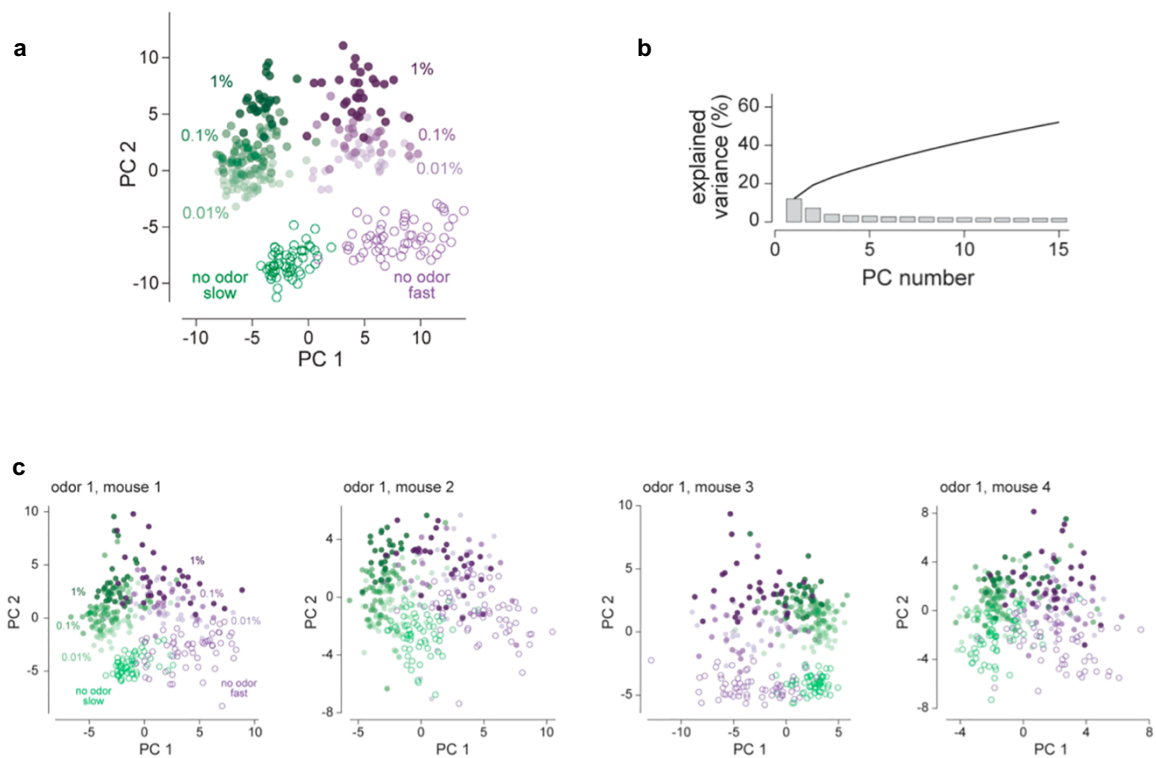 a
PC 2
10
5
0
-5
-10
1%
0.1%
0.01%
1%
0.1%
0.01%
no odor
slow
no odor
fast
-10 -5 0 5 10
PC 1
b
explained
variance (%)
60
40
20
0
0 5 10 15
PC number
c
odor 1, mouse 1
PC 2
10
5
0
-5
1%
0.1%
0.01%
1%
0.1%
0.01%
no odor
slow
no odor
fast
-5 0 5 10
PC 1
odor 1, mouse 2
PC 2
4
0
-4
-8
-5 0 5 10
PC 1
odor 1, mouse 3
PC 2
10
5
0
-5
-10 -5 0 5
PC 1
odor 1, mouse 4
PC 2
8
4
0
-4
-8
-4 0 4 8
PC 1